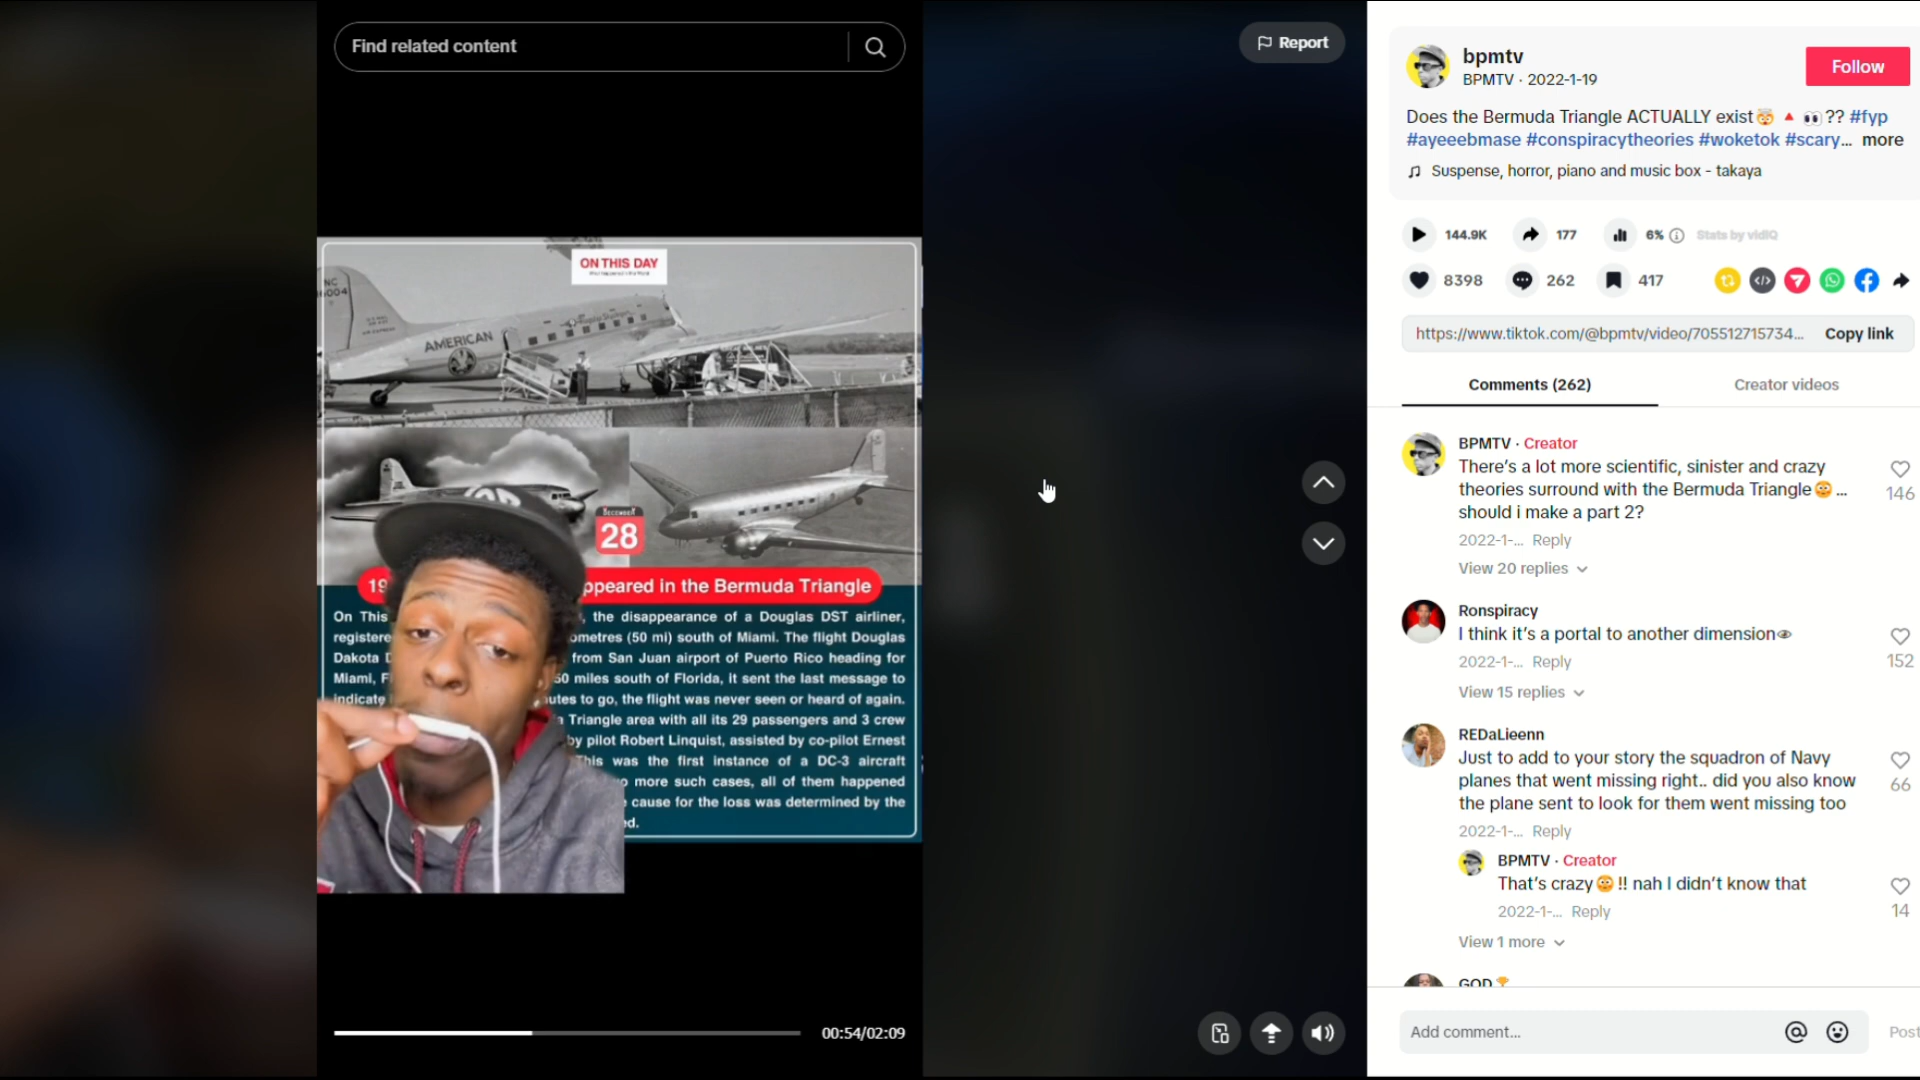 Find related content
Report
ON THIS DAY
NC
AMERICAN
DECEMBER
28
19
ppeared in the Bermuda Triangle
On This
, the disappearance of a Douglas DST airliner,
registere
ometres (50 mi) south of Miami. The flight Douglas
Dakota D
from San Juan airport of Puerto Rico heading for
Miami, F
50 miles south of Florida, it sent the last message to
indicate
utes to go, the flight was never seen or heard of again.
a Triangle area with all its 29 passengers and 3 crew
by pilot Robert Linquist, assisted by co-pilot Ernest
This was the first instance of a DC-3 aircraft
o more such cases, all of them happened
cause for the loss was determined by the
ed.
00:54/02:09
bpmtv
BPMTV · 2022-1-19
Follow
Does the Bermuda Triangle ACTUALLY exist🤯 🔺 👀?? #fyp
#ayeeebmase #conspiracytheories #woketok #scary... more
Suspense, horror, piano and music box - takaya
144.9K 177 6% Stats by vidIQ
8398 262 417
https://www.tiktok.com/@bpmtv/video/705512715734... Copy link
Comments (262) Creator videos
BPMTV · Creator
There's a lot more scientific, sinister and crazy
theories surround with the Bermuda Triangle😳 ...
should i make a part 2?
146
2022-1-... Reply
View 20 replies
Ronspiracy
I think it's a portal to another dimension👁
152
2022-1-... Reply
View 15 replies
REDaLieenn
Just to add to your story the squadron of Navy
planes that went missing right.. did you also know
the plane sent to look for them went missing too
66
2022-1-... Reply
BPMTV · Creator
That's crazy😳!! nah I didn't know that
14
2022-1-... Reply
View 1 more
GOD🏆
Add comment...
Post